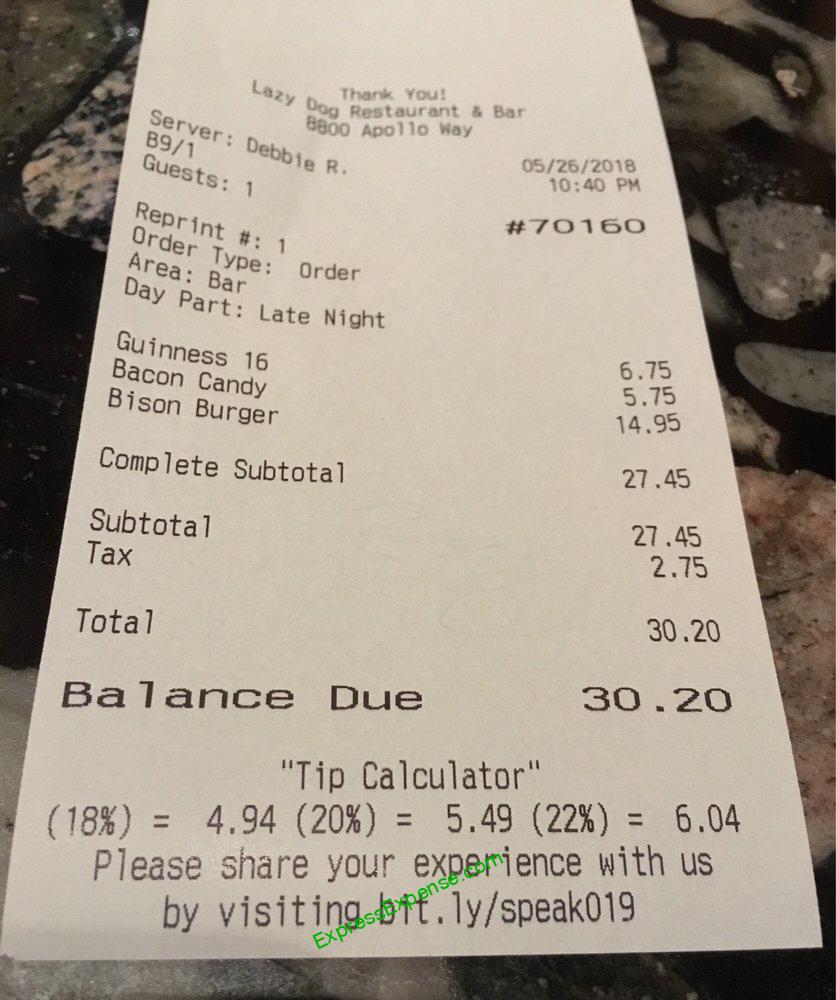 Thank You!
Lazy Dog Restaurant & Bar
8800 Apollo Way
Server: Debbie R.
05/26/2018
B9/1
10:40 PM
Guests: 1
#70160
Reprint #: 1
Order Type: Order
Area: Bar
Day Part: Late Night
Guinness 16 6.75
Bacon Candy 5.75
Bison Burger 14.95
Complete Subtotal 27.45
Subtotal 27.45
Tax 2.75
Total 30.20
Balance Due 30.20
"Tip Calculator"
(18%) = 4.94 (20%) = 5.49 (22%) = 6.04
Please share your experience with us
by visiting bit.ly/speak019
ExpressExpense.com